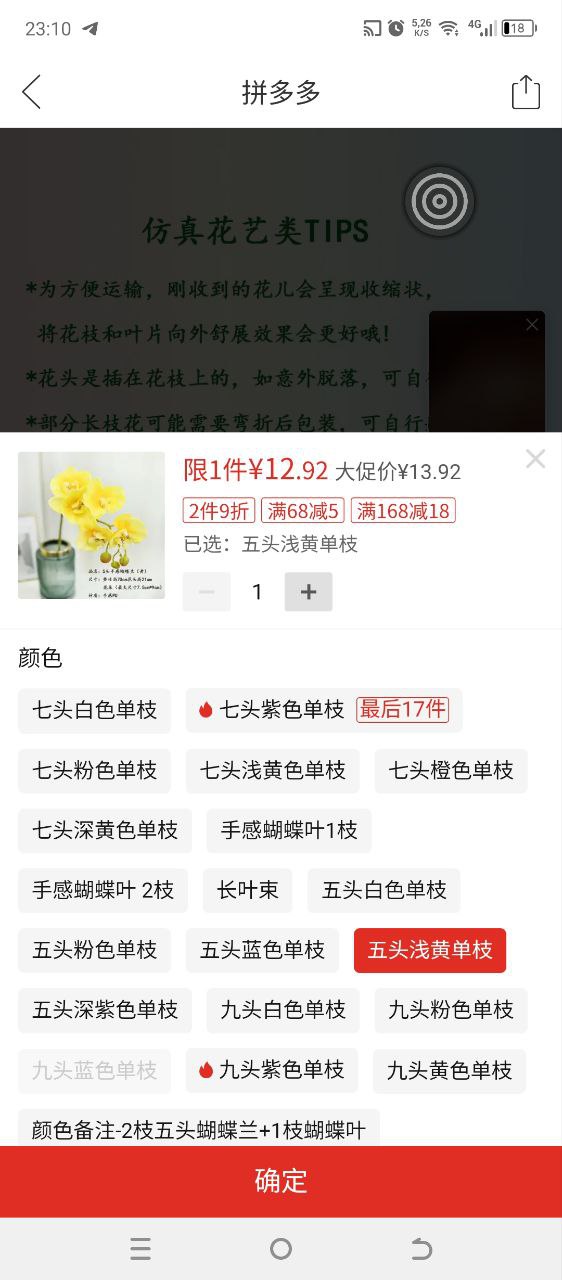 23:10
5,26 K/S 4G 18
拼多多
仿真花艺类TIPS
*为方便运输，刚收到的花儿会呈现收缩状，
将花枝和叶片向外舒展效果会更好哦！
*花头是插在花枝上的，如意外脱落，可自
*部分长枝花可能需要弯折后包装，可自行
限1件¥12.92 大促价¥13.92
2件9折 满68减5 满168减18
已选：五头浅黄单枝
1
颜色
七头白色单枝 七头紫色单枝 最后17件
七头粉色单枝 七头浅黄色单枝 七头橙色单枝
七头深黄色单枝 手感蝴蝶叶1枝
手感蝴蝶叶 2枝 长叶束 五头白色单枝
五头粉色单枝 五头蓝色单枝 五头浅黄单枝
五头深紫色单枝 九头白色单枝 九头粉色单枝
九头蓝色单枝 九头紫色单枝 九头黄色单枝
颜色备注-2枝五头蝴蝶兰+1枝蝴蝶叶
确定